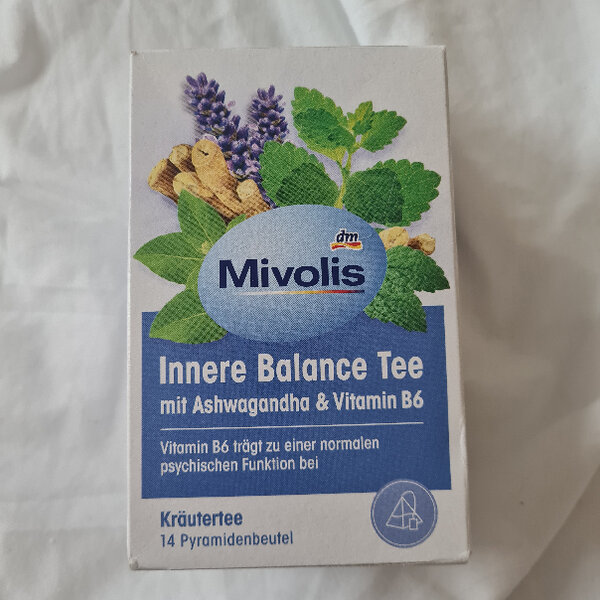 dm
Mivolis
Innere Balance Tee
mit Ashwagandha & Vitamin B6
Vitamin B6 trägt zu einer normalen
psychischen Funktion bei
Kräutertee
14 Pyramidenbeutel